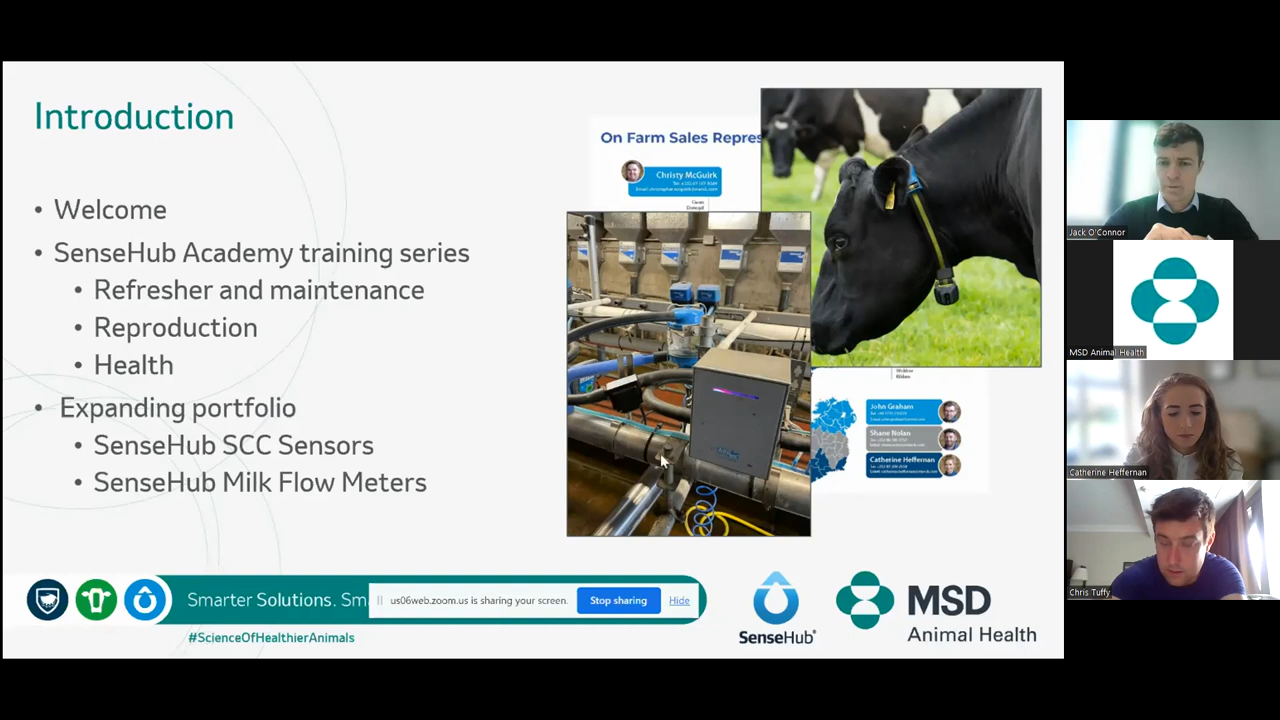 Introduction
• Welcome
• SenseHub Academy training series
• Refresher and maintenance
• Reproduction
• Health
• Expanding portfolio
• SenseHub SCC Sensors
• SenseHub Milk Flow Meters
On Farm Sales Repres
Christy McGuirk
John Graham
Shane Nolan
Catherine Heffernan
Smarter Solutions. Sm
us06web.zoom.us is sharing your screen.
Stop sharing
Hide
#ScienceOfHealthierAnimals
SenseHub®
MSD
Animal Health
Jack O'Connor
MSD Animal Health
Catherine Heffernan
Chris Tuffy